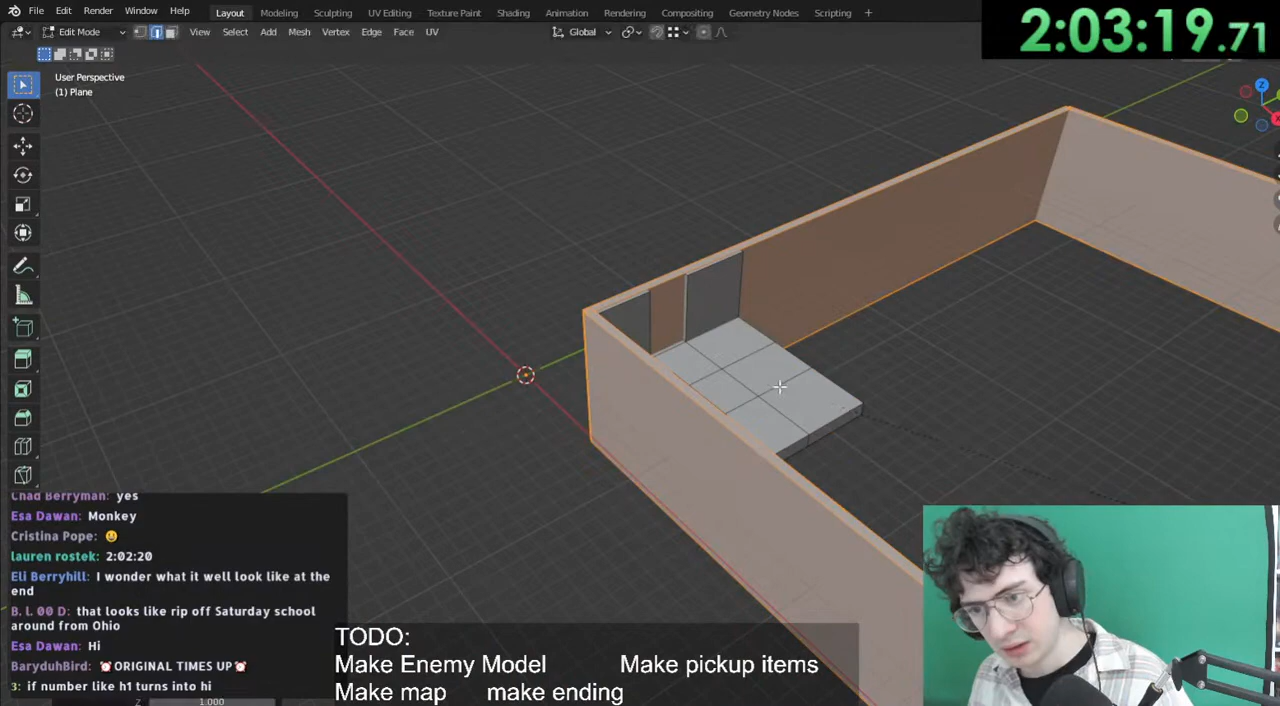 File Edit Render Window Help Layout Modeling Sculpting UV Editing Texture Paint Shading Animation Rendering Compositing Geometry Nodes Scripting +
2:03:19.71
Edit Mode View Select Add Mesh Vertex Edge Face UV Global
User Perspective
(1) Plane
Z
Chad Berryman: yes
Esa Dawan: Monkey
Cristina Pope: 😀
lauren rostek: 2:02:20
Eli Berryhill: I wonder what it well look like at the
end
B. l. 00 D: that looks like rip off Saturday school
around from Ohio
Esa Dawan: Hi
BaryduhBird: ⏰ORIGINAL TIMES UP⏰
3: if number like h1 turns into hi
Z 1.000
TODO:
Make Enemy Model Make pickup items
Make map make ending